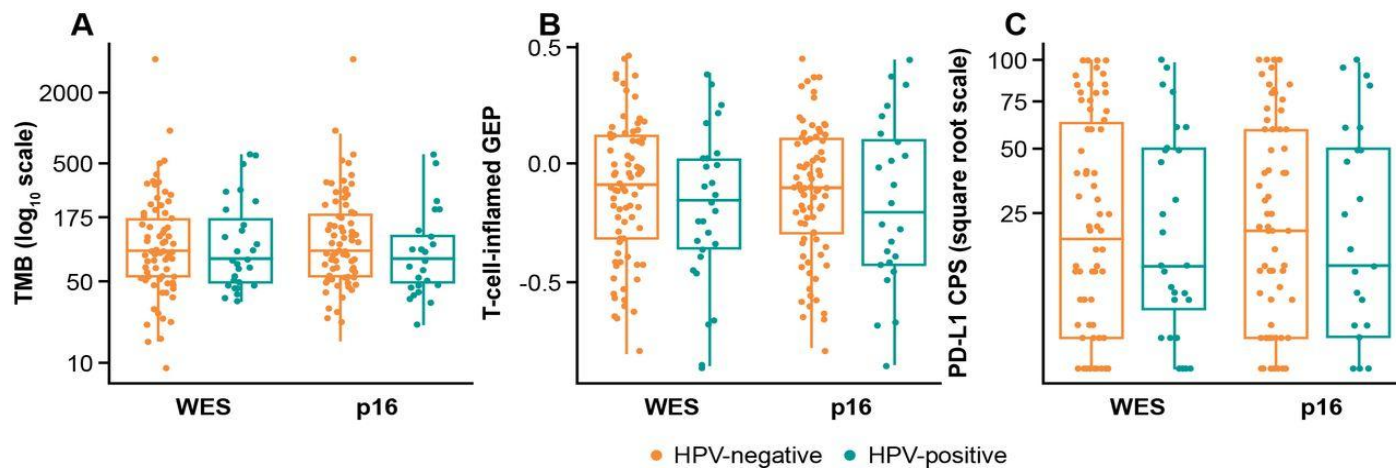 A
TMB (log10 scale)
2000
500
175
50
10
WES p16
B
T-cell-inflamed GEP
0.5
0.0
-0.5
WES p16
C
PD-L1 CPS (square root scale)
100
75
50
25
WES p16
HPV-negative HPV-positive